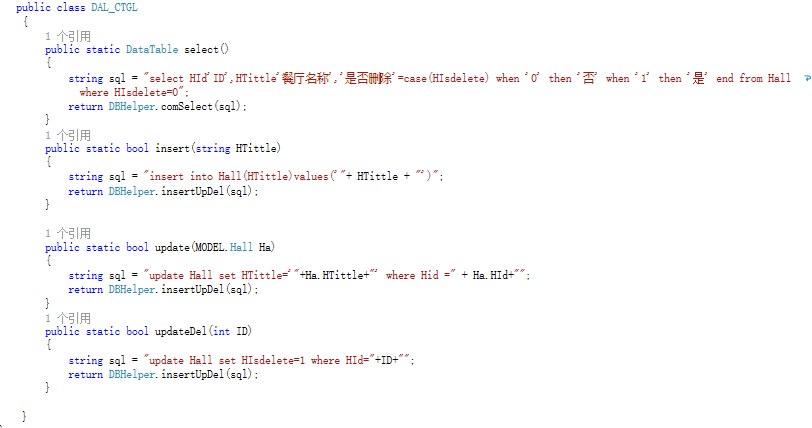 public class DAL_CTGL
{
1 个引用
public static DataTable select()
{
string sql = "select HId'ID',HTittle'餐厅名称','是否删除'=case(HIsdelete) when '0' then '否' when '1' then '是' end from Hall
where HIsdelete=0";
return DBHelper.comSelect(sql);
}
1 个引用
public static bool insert(string HTittle)
{
string sql = "insert into Hall(HTittle)values('"+ HTittle + "')";
return DBHelper.insertUpDel(sql);
}
1 个引用
public static bool update(MODEL.Hall Ha)
{
string sql = "update Hall set HTittle='"+Ha.HTittle+"' where Hid =" + Ha.HId+"";
return DBHelper.insertUpDel(sql);
}
1 个引用
public static bool updateDel(int ID)
{
string sql = "update Hall set HIsdelete=1 where HId="+ID+"";
return DBHelper.insertUpDel(sql);
}
}